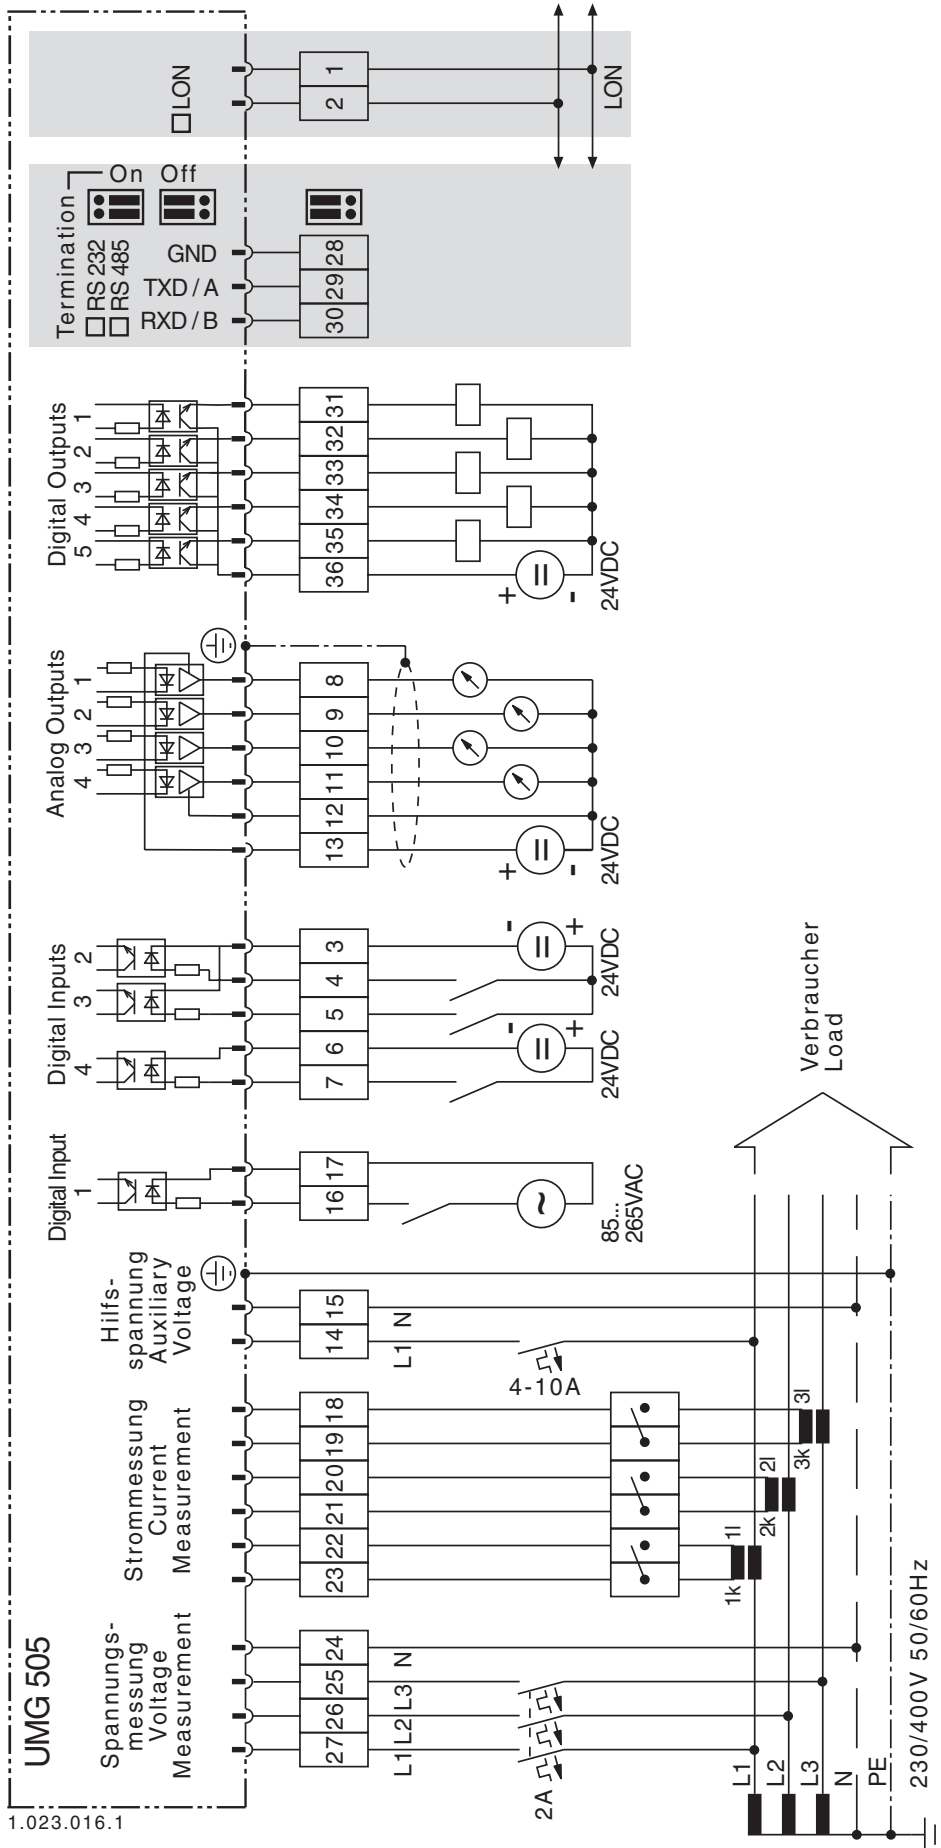 LON
1
2
LON
Termination
On Off
RS 232
RS 485
GND
TXD / A
RXD / B
28
29
30
Digital Outputs
1
2
3
4
5
31
32
33
34
35
36
+
-
24VDC
Analog Outputs
1
2
3
4
8
9
10
11
12
13
+
-
24VDC
Digital Inputs
2
3
4
3
4
5
6
7
-
+
24VDC
-
+
24VDC
Digital Input
1
17
16
~
85...
265VAC
Verbraucher
Load
Hilfs-
spannung
Auxiliary
Voltage
15
14
N
L1
4-10A
Strommessung
Current
Measurement
18
19
20
21
22
23
3l
3k
2l
2k
1l
1k
UMG 505
Spannungs-
messung
Voltage
Measurement
24
25
26
27
N
L3
L2
L1
2A
L1
L2
L3
N
PE
230/400V 50/60Hz
1.023.016.1